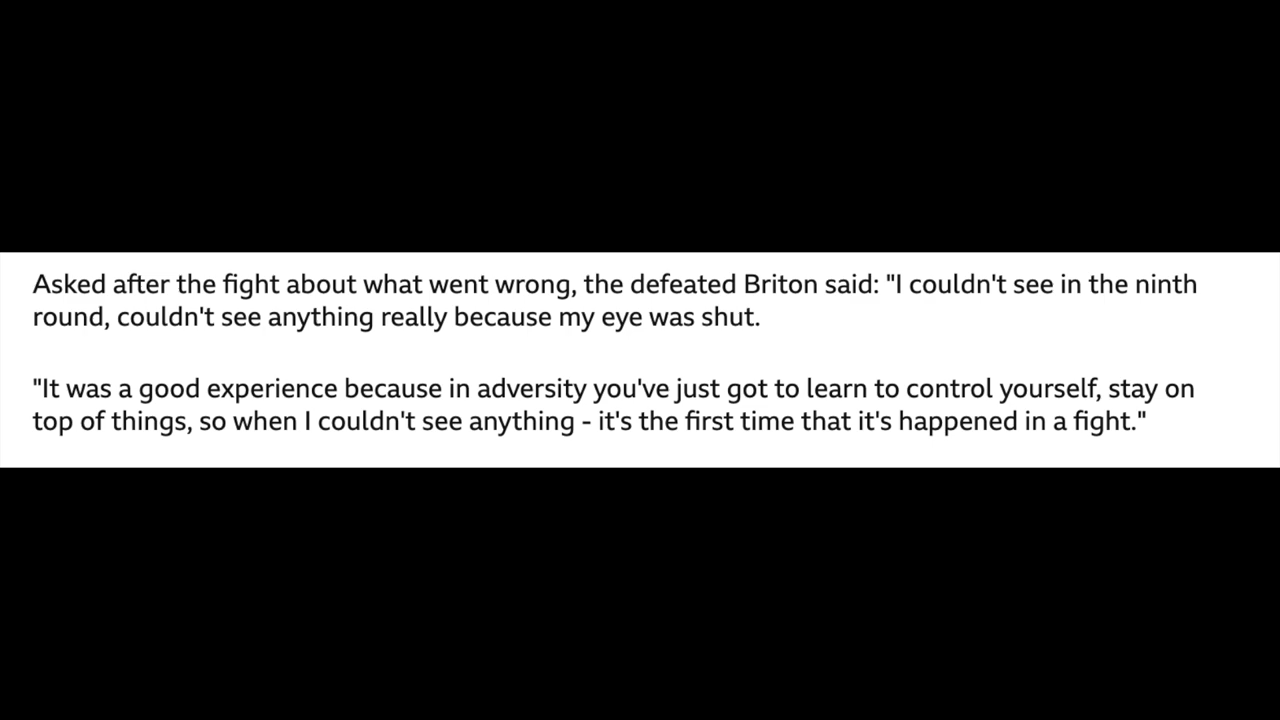 Asked after the fight about what went wrong, the defeated Briton said: "I couldn't see in the ninth
round, couldn't see anything really because my eye was shut.
"It was a good experience because in adversity you've just got to learn to control yourself, stay on
top of things, so when I couldn't see anything - it's the first time that it's happened in a fight."